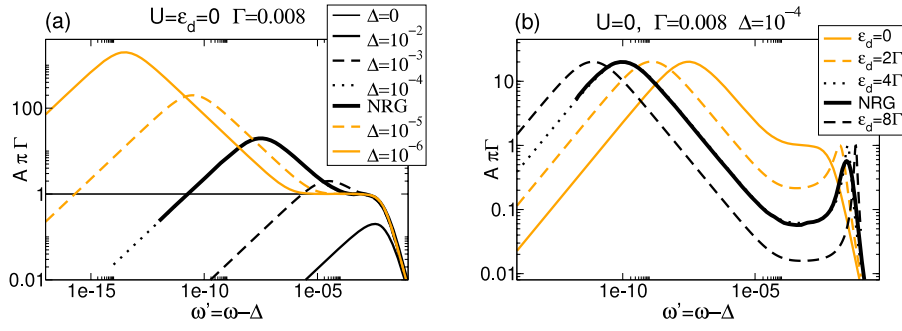 (a)
U=ε_d=0 Γ=0.008
Δ=0
Δ=10⁻²
Δ=10⁻³
Δ=10⁻⁴
NRG
Δ=10⁻⁵
Δ=10⁻⁶
A π Γ
100
1
0.01
1e-15
1e-10
1e-05
ω'=ω−Δ
(b)
U=0, Γ=0.008 Δ=10⁻⁴
ε_d=0
ε_d=2Γ
ε_d=4Γ
NRG
ε_d=8Γ
A πΓ
10
1
0.1
0.01
1e-10
1e-05
ω'=ω−Δ